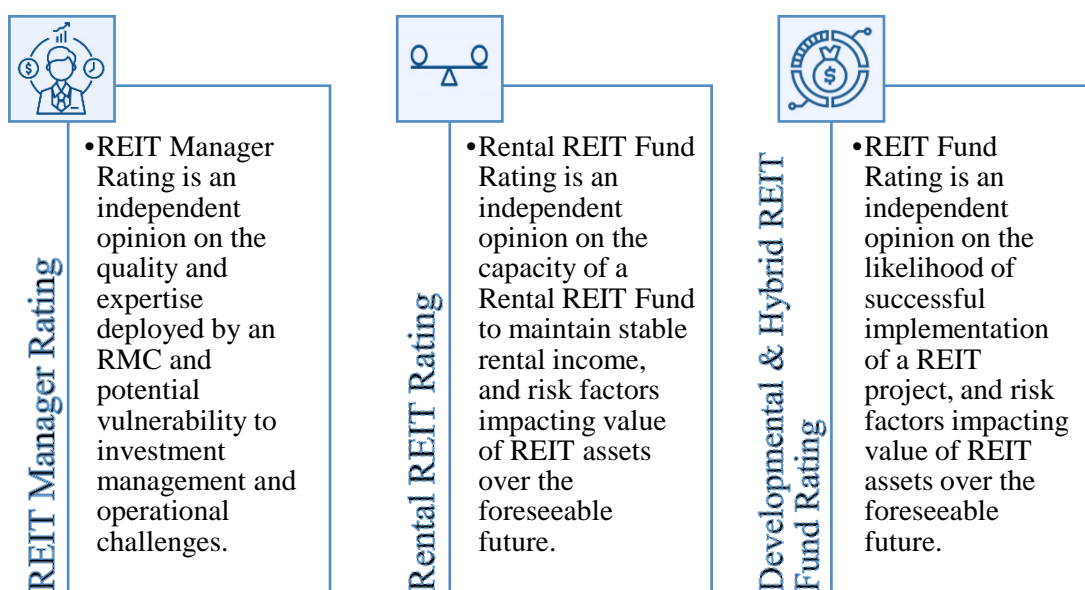 REIT Manager Rating
•REIT Manager
Rating is an
independent
opinion on the
quality and
expertise
deployed by an
RMC and
potential
vulnerability to
investment
management and
operational
challenges.
Rental REIT Rating
•Rental REIT Fund
Rating is an
independent
opinion on the
capacity of a
Rental REIT Fund
to maintain stable
rental income,
and risk factors
impacting value
of REIT assets
over the
foreseeable
future.
Developmental & Hybrid REIT
Fund Rating
•REIT Fund
Rating is an
independent
opinion on the
likelihood of
successful
implementation
of a REIT
project, and risk
factors impacting
value of REIT
assets over the
foreseeable
future.